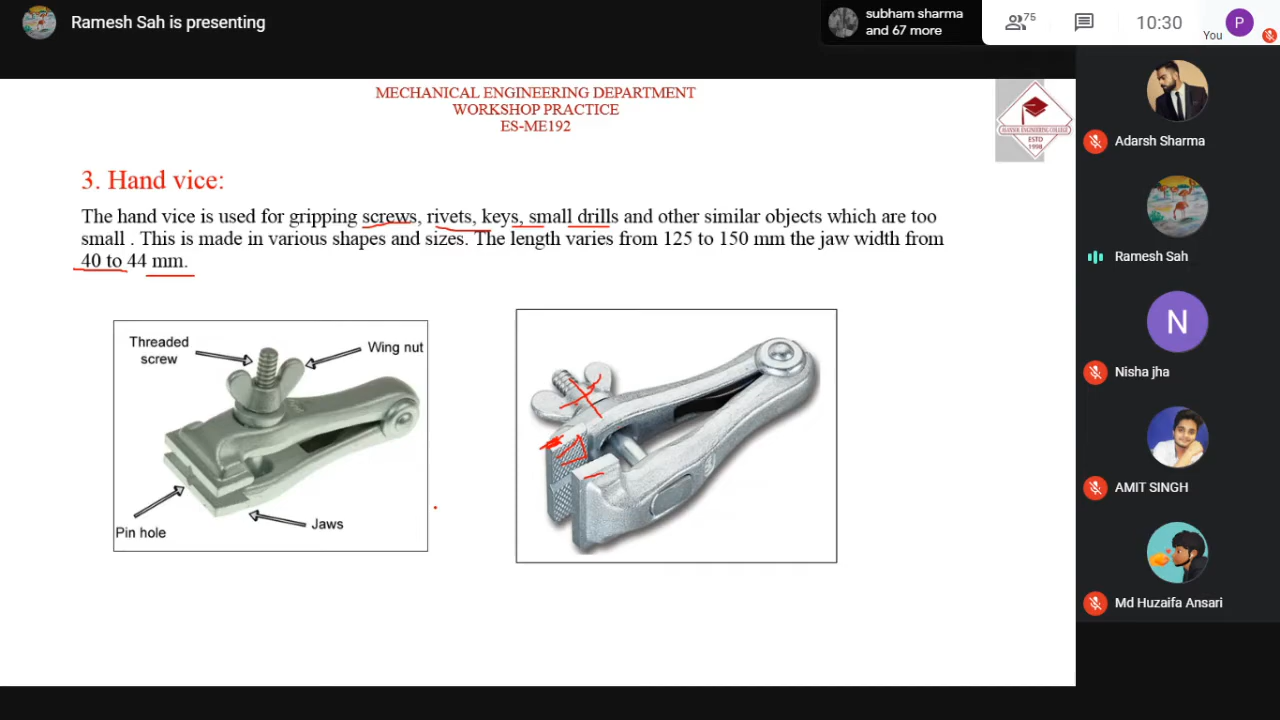 Ramesh Sah is presenting
subham sharma
and 67 more
75
10:30
You
P
MECHANICAL ENGINEERING DEPARTMENT
WORKSHOP PRACTICE
ES-ME192
ESTD
1998
3. Hand vice:
The hand vice is used for gripping screws, rivets, keys, small drills and other similar objects which are too
small . This is made in various shapes and sizes. The length varies from 125 to 150 mm the jaw width from
40 to 44 mm.
Threaded
screw
Wing nut
Pin hole
Jaws
Adarsh Sharma
Ramesh Sah
N
Nisha jha
AMIT SINGH
Md Huzaifa Ansari